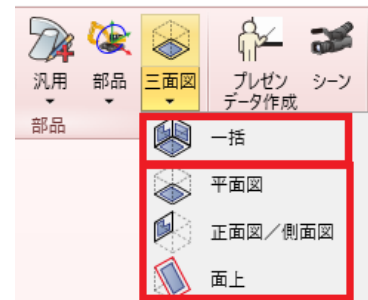 汎用 部品 三面図 プレゼン シーン
データ作成
部品
一括
平面図
正面図／側面図
面上